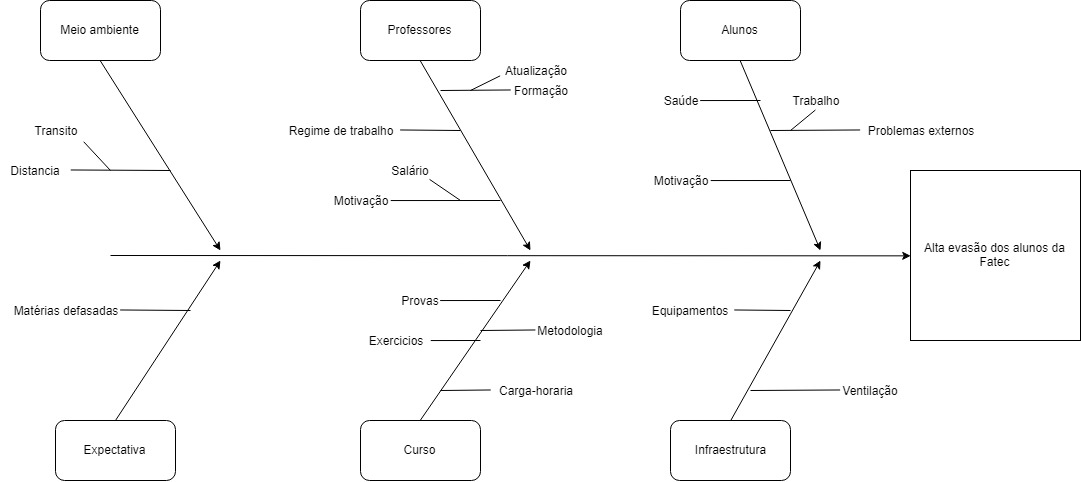 Meio ambiente
Professores
Alunos
Atualização
Formação
Saúde
Trabalho
Transito
Regime de trabalho
Problemas externos
Distancia
Salário
Motivação
Motivação
Alta evasão dos alunos da
Fatec
Matérias defasadas
Provas
Metodologia
Exercicios
Equipamentos
Carga-horaria
Ventilação
Expectativa
Curso
Infraestrutura